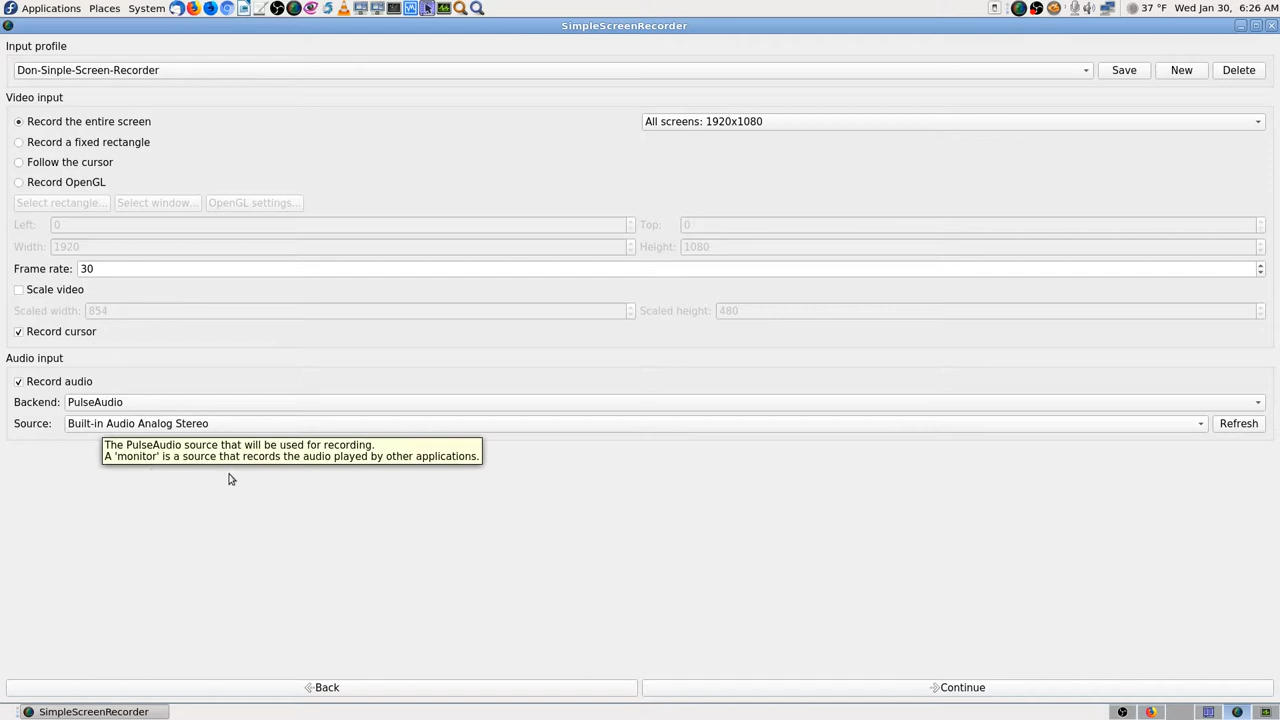 Applications Places System 37 °F Wed Jan 30, 6:26 AM
SimpleScreenRecorder
Input profile
Don-Sinple-Screen-Recorder Save New Delete
Video input
Record the entire screen All screens: 1920x1080
Record a fixed rectangle
Follow the cursor
Record OpenGL
Select rectangle... Select window... OpenGL settings...
Left: 0 Top: 0
Width: 1920 Height: 1080
Frame rate: 30
Scale video
Scaled width: 854 Scaled height: 480
Record cursor
Audio input
Record audio
Backend: PulseAudio
Source: Built-in Audio Analog Stereo Refresh
The PulseAudio source that will be used for recording.
A 'monitor' is a source that records the audio played by other applications.
Back Continue
SimpleScreenRecorder